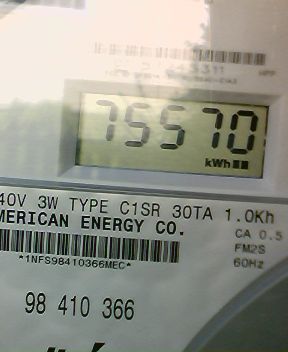 75570
kWh
40V 3W TYPE C1SR 30TA 1.0Kh
MERICAN ENERGY CO.
CA 0.5
FM2S
60Hz
*1NFS98410366MEC*
98 410 366